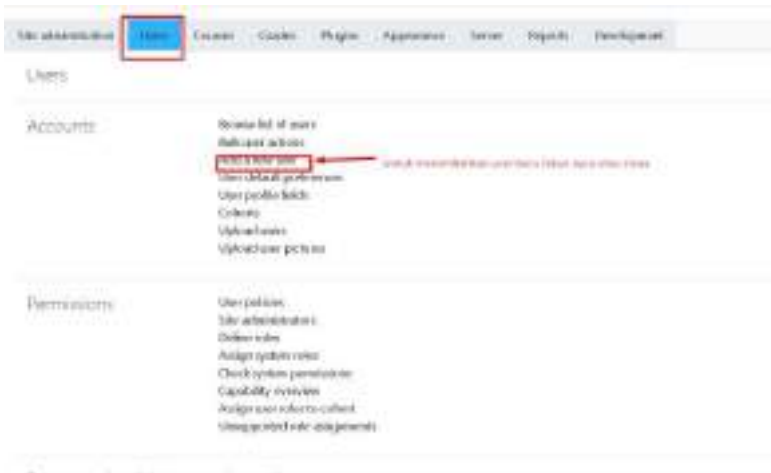 Site administration Users Courses Grades Plugins Appearance Server Reports Development
Users
Accounts
Browse list of users
Bulk user actions
Add a new user
User default preferences
User profile fields
Cohorts
Upload users
Upload user pictures
Permissions
User policies
Site administrators
Define roles
Assign system roles
Check system permissions
Capability overview
Assign user roles to cohort
Unsupported role assignments